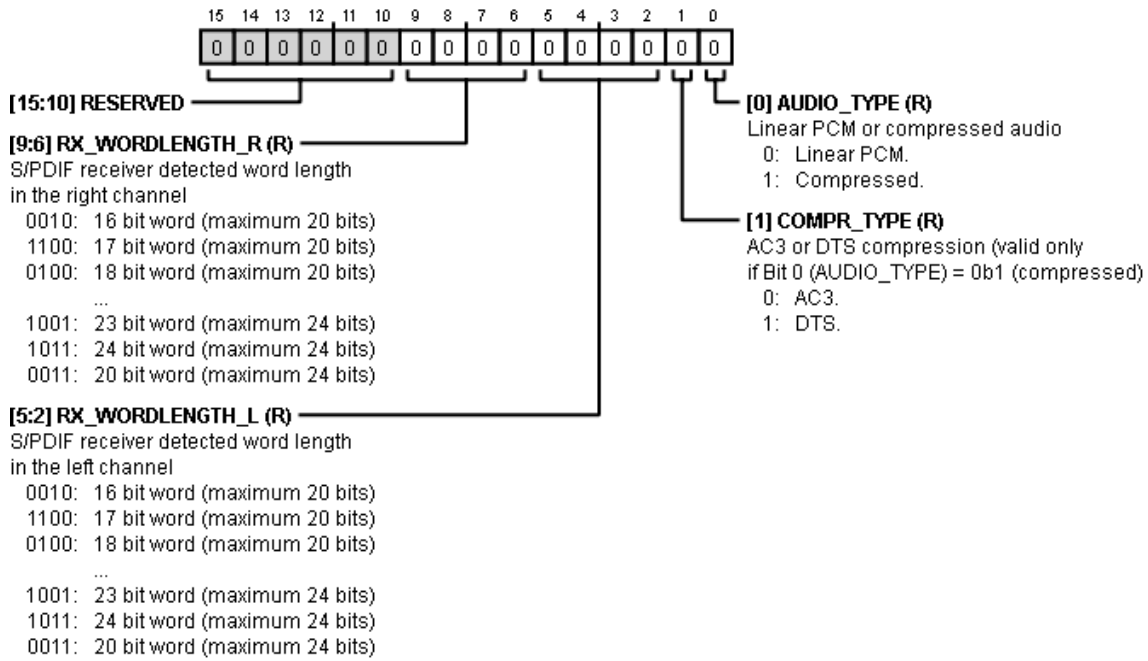 15 14 13 12 11 10 9 8 7 6 5 4 3 2 1 0
0 0 0 0 0 0 0 0 0 0 0 0 0 0 0 0
[15:10] RESERVED
[9:6] RX_WORDLENGTH_R (R)
S/PDIF receiver detected word length
in the right channel
0010: 16 bit word (maximum 20 bits)
1100: 17 bit word (maximum 20 bits)
0100: 18 bit word (maximum 20 bits)
...
1001: 23 bit word (maximum 24 bits)
1011: 24 bit word (maximum 24 bits)
0011: 20 bit word (maximum 24 bits)
[5:2] RX_WORDLENGTH_L (R)
S/PDIF receiver detected word length
in the left channel
0010: 16 bit word (maximum 20 bits)
1100: 17 bit word (maximum 20 bits)
0100: 18 bit word (maximum 20 bits)
...
1001: 23 bit word (maximum 24 bits)
1011: 24 bit word (maximum 24 bits)
0011: 20 bit word (maximum 24 bits)
[0] AUDIO_TYPE (R)
Linear PCM or compressed audio
0: Linear PCM.
1: Compressed.
[1] COMPR_TYPE (R)
AC3 or DTS compression (valid only
if Bit 0 (AUDIO_TYPE) = 0b1 (compressed)
0: AC3.
1: DTS.